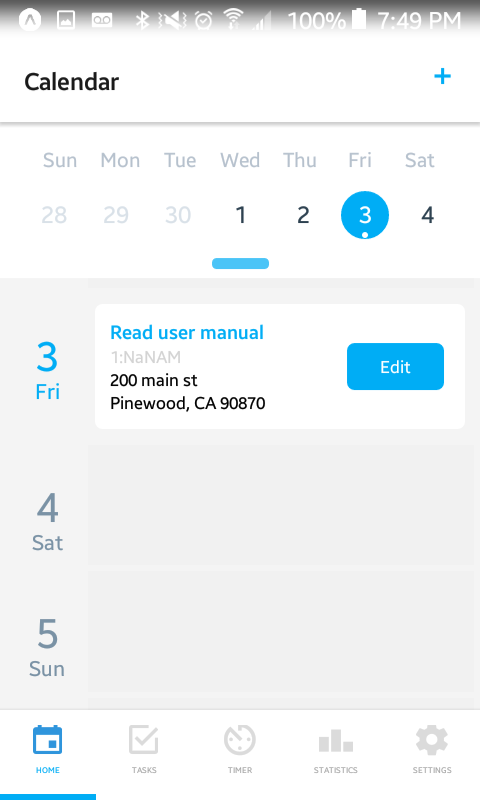 100% 7:49 PM
Calendar +
Sun Mon Tue Wed Thu Fri Sat
28 29 30 1 2 3 4
3
Fri
Read user manual
1:NaNAM
200 main st
Pinewood, CA 90870
Edit
4
Sat
5
Sun
HOME TASKS TIMER STATISTICS SETTINGS